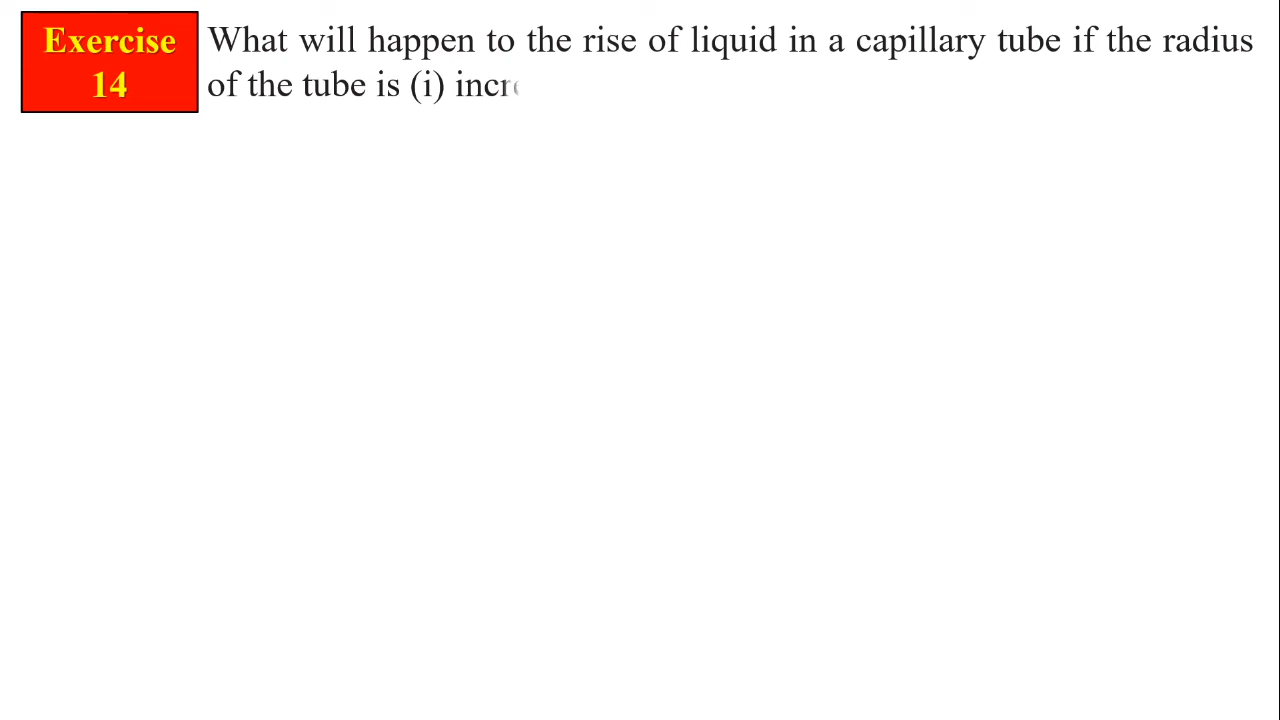 Exercise
14
What will happen to the rise of liquid in a capillary tube if the radius
of the tube is (i) incr